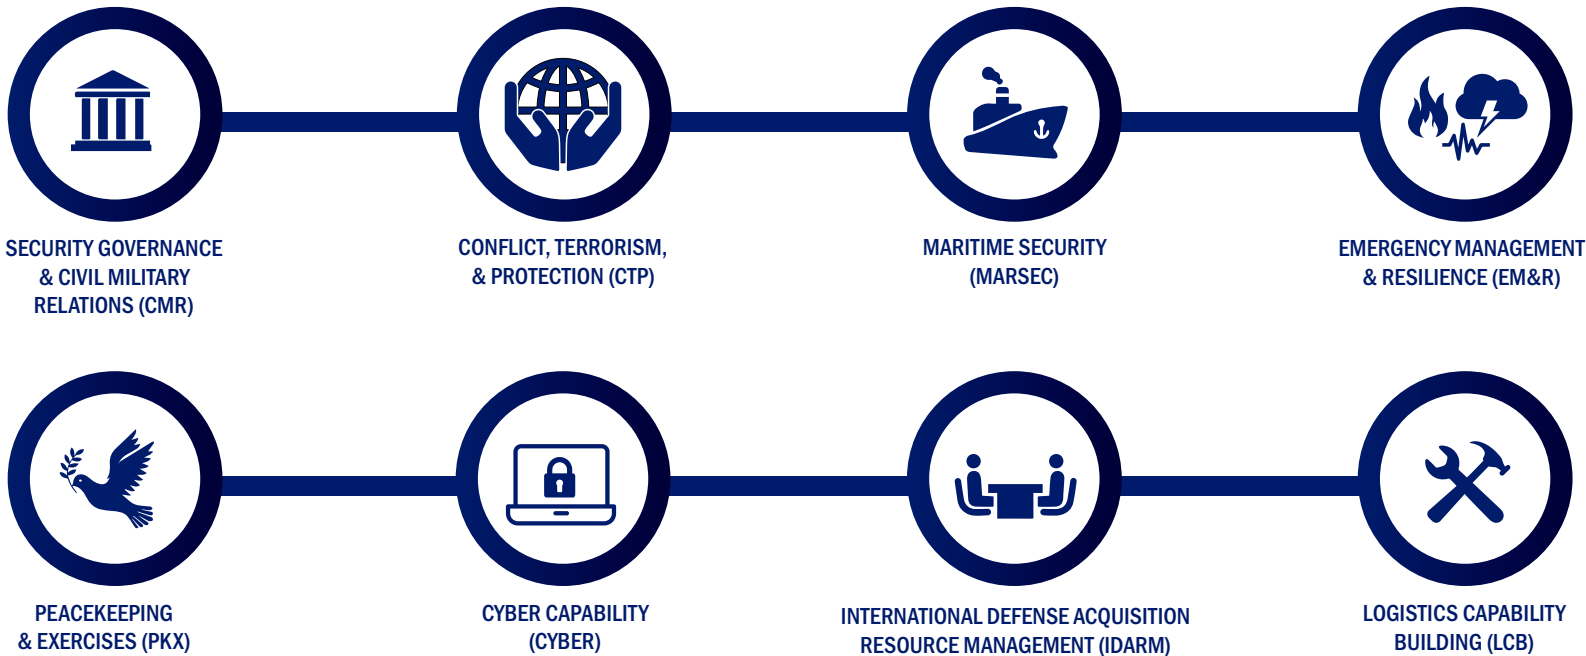 SECURITY GOVERNANCE
& CIVIL MILITARY
RELATIONS (CMR)
CONFLICT, TERRORISM,
& PROTECTION (CTP)
MARITIME SECURITY
(MARSEC)
EMERGENCY MANAGEMENT
& RESILIENCE (EM&R)
PEACEKEEPING
& EXERCISES (PKX)
CYBER CAPABILITY
(CYBER)
INTERNATIONAL DEFENSE ACQUISITION
RESOURCE MANAGEMENT (IDARM)
LOGISTICS CAPABILITY
BUILDING (LCB)